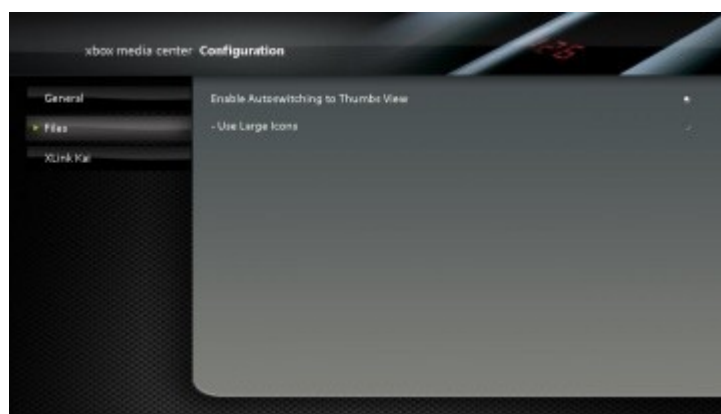 xbox media center Configuration
General
Enable Autoswitching to Thumbs View
Files
- Use Large Icons
XLink Kai